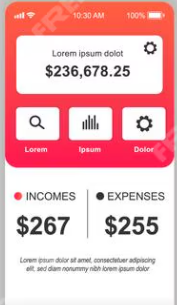 10:30 AM 100%
Lorem ipsum dolot
$236,678.25
Lorem Ipsum Dolor
INCOMES EXPENSES
$267 $255
Lorem ipsum dolor sit amet, consectetuer adipiscing
elit, sed diam nonummy nibh lorem ipsum dolor